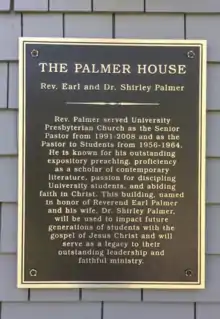 THE PALMER HOUSE
Rev. Earl and Dr. Shirley Palmer
Rev. Palmer served University
Presbyterian Church as the Senior
Pastor from 1991-2008 and as the
Pastor to Students from 1956-1964.
He is known for his outstanding
expository preaching, proficiency
as a scholar of contemporary
literature, passion for discipling
University students, and abiding
faith in Christ. This building, named
in honor of Reverend Earl Palmer
and his wife, Dr. Shirley Palmer,
will be used to impact future
generations of students with the
gospel of Jesus Christ and will
serve as a legacy to their
outstanding leadership and
faithful ministry.